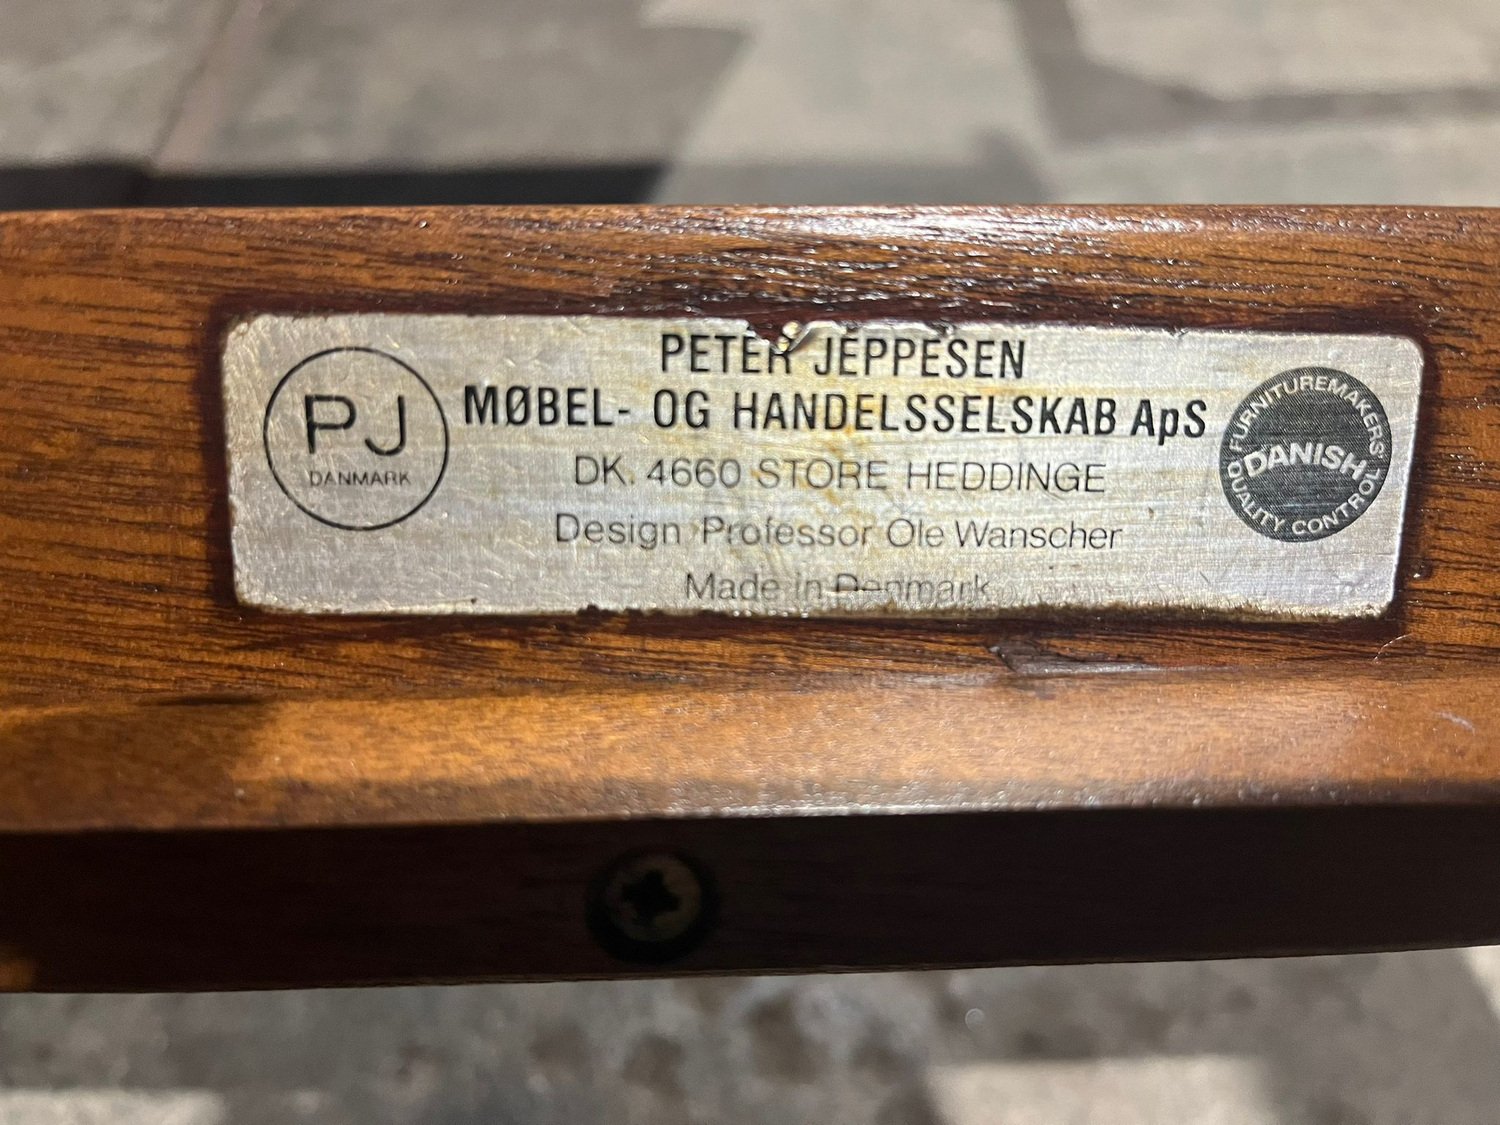 PJ
DANMARK
PETER JEPPESEN
MØBEL- OG HANDELSSELSKAB ApS
DK. 4660 STORE HEDDINGE
Design Professor Ole Wanscher
Made in Denmark
FURNITUREMAKERS'
DANISH
QUALITY CONTROL